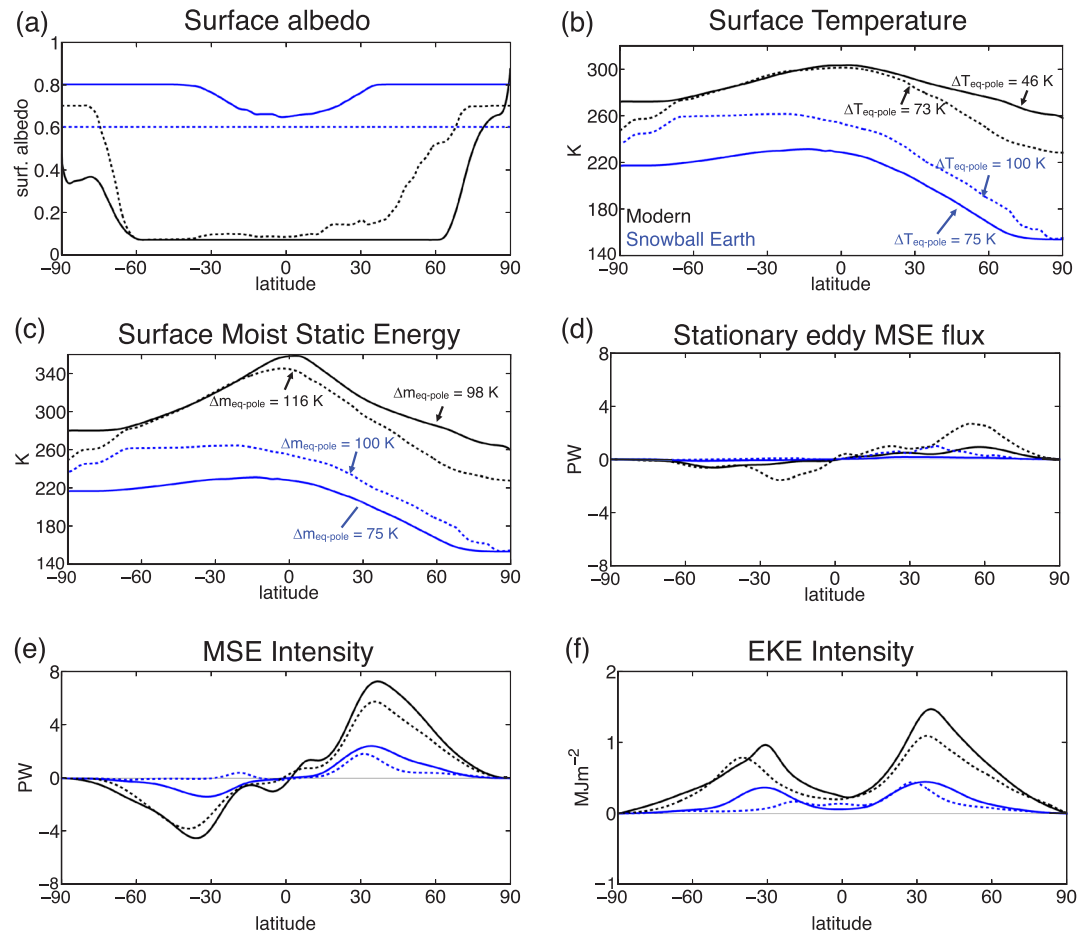 (a) Surface albedo
1
0.8
0.6
0.4
0.2
0
surf. albedo
−90 −60 −30 0 30 60 90
latitude
(b) Surface Temperature
300
260
220
180
140
K
ΔTeq-pole = 46 K
ΔTeq-pole = 73 K
ΔTeq-pole = 100 K
Modern
Snowball Earth
ΔTeq-pole = 75 K
−90 −60 −30 0 30 60 90
latitude
(c) Surface Moist Static Energy
340
300
260
220
180
140
K
Δmeq-pole = 98 K
Δmeq-pole = 116 K
Δmeq-pole = 100 K
Δmeq-pole = 75 K
−90 −60 −30 0 30 60 90
latitude
(d) Stationary eddy MSE flux
8
4
0
−4
−8
PW
−90 −60 −30 0 30 60 90
latitude
(e) MSE Intensity
8
4
0
−4
−8
PW
−90 −60 −30 0 30 60 90
latitude
(f) EKE Intensity
2
1
0
−1
MJm−2
−90 −60 −30 0 30 60 90
latitude